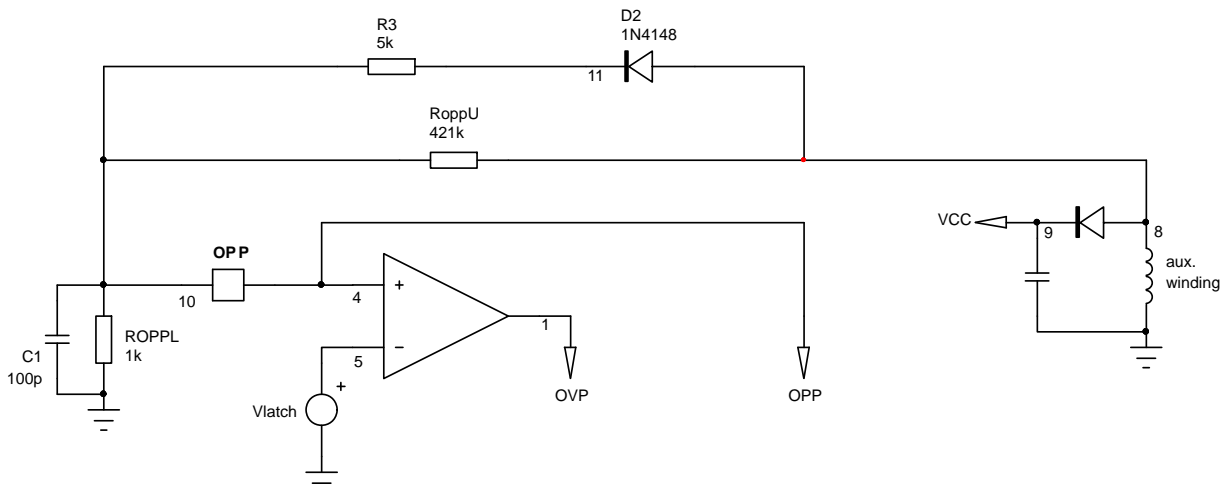 D2
1N4148
R3
5k
11
RoppU
421k
VCC
9
8
OPP
aux.
winding
10
4
+
1
ROPPL
1k
C1
100p
5
−
+
Vlatch
OVP
OPP